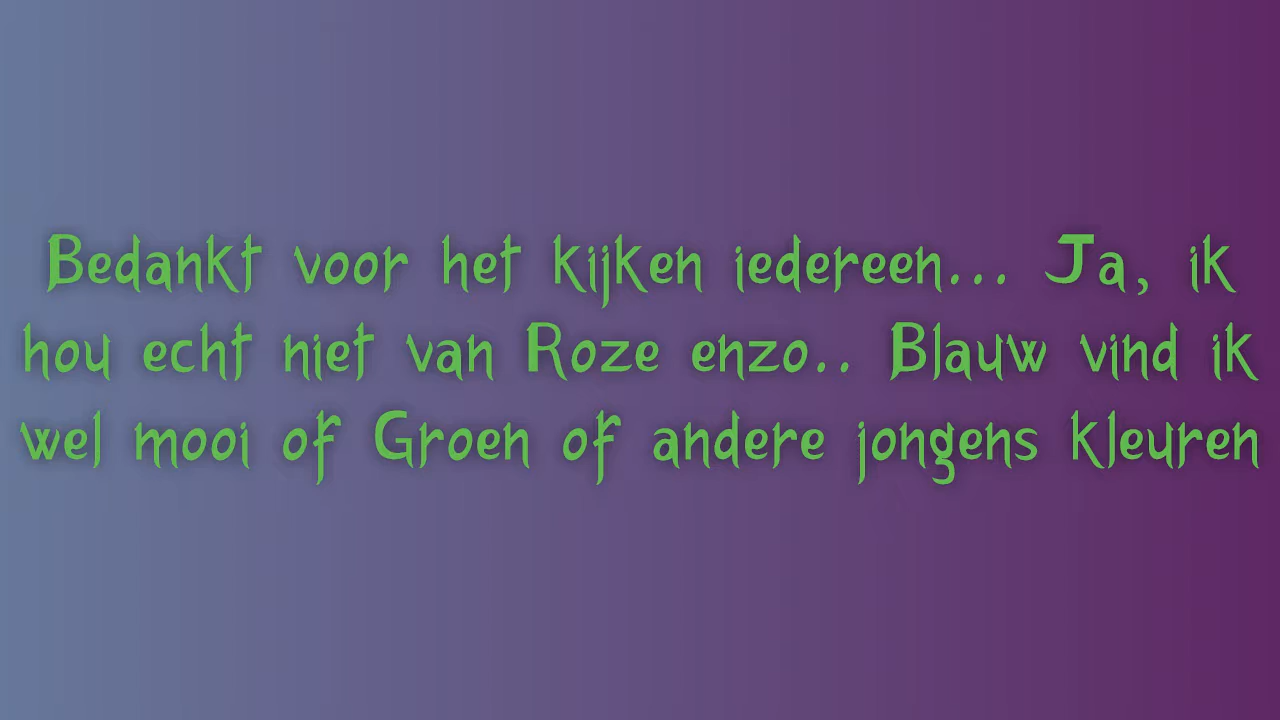 Bedankt voor het kijken iedereen... Ja, ik
hou echt niet van Roze enzo.. Blauw vind ik
wel mooi of Groen of andere jongens kleuren